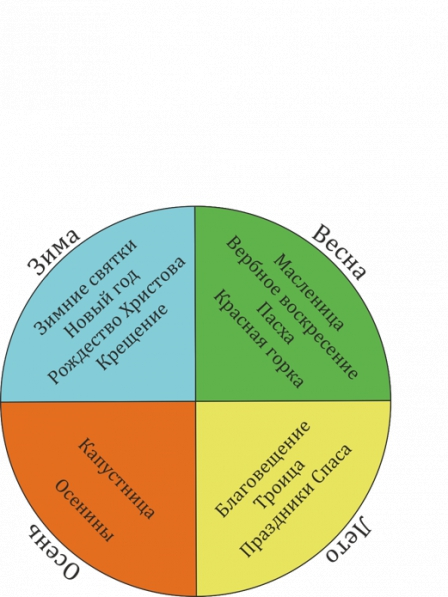 Зима
Зимние святки
Новый год
Рождество Христова
Крещение
Весна
Масленица
Вербное воскресение
Пасха
Красная горка
Лето
Благовещение
Троица
Праздники Спаса
Осень
Капустница
Осенины